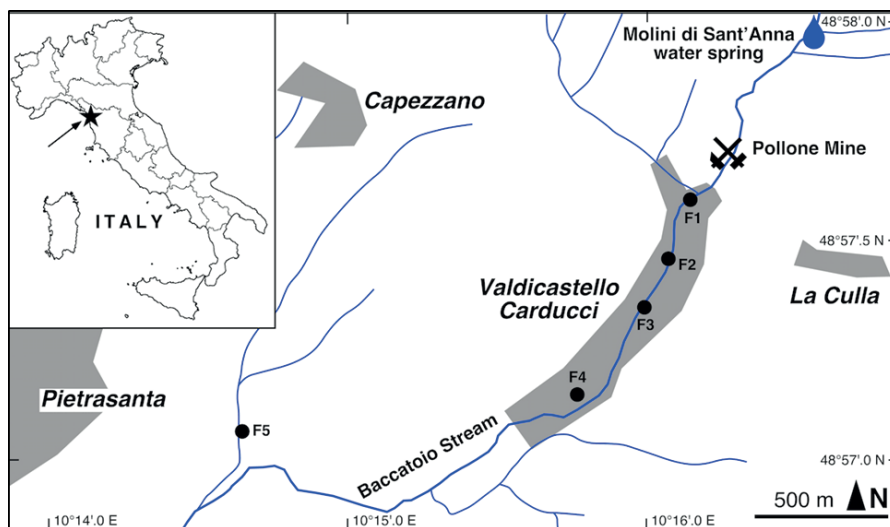 Molini di Sant'Anna
water spring
48°58'.0 N
Capezzano
Pollone Mine
ITALY
F1
48°57'.5 N
F2
Valdicastello
Carducci
La Culla
F3
F4
Pietrasanta
F5
Baccatoio Stream
48°57'.0 N
500 m
N
10°14'.0 E
10°15'.0 E
10°16'.0 E